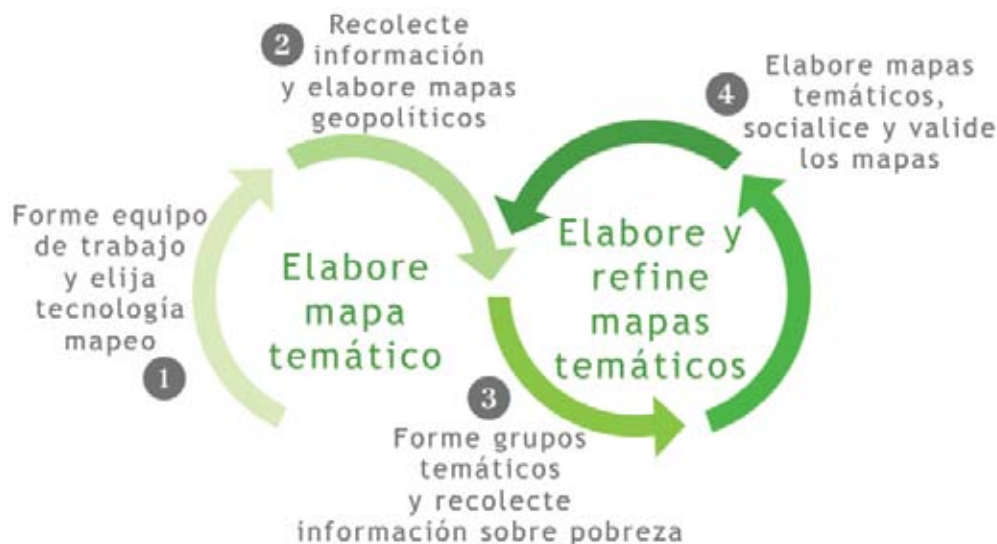 1
Forme equipo
de trabajo
y elija
tecnología
mapeo
2
Recolecte
información
y elabore mapas
geopolíticos
Elabore
mapa
temático
3
Forme grupos
temáticos
y recolecte
información sobre pobreza
4
Elabore mapas
temáticos,
socialice y valide
los mapas
Elabore y
refine
mapas
temáticos